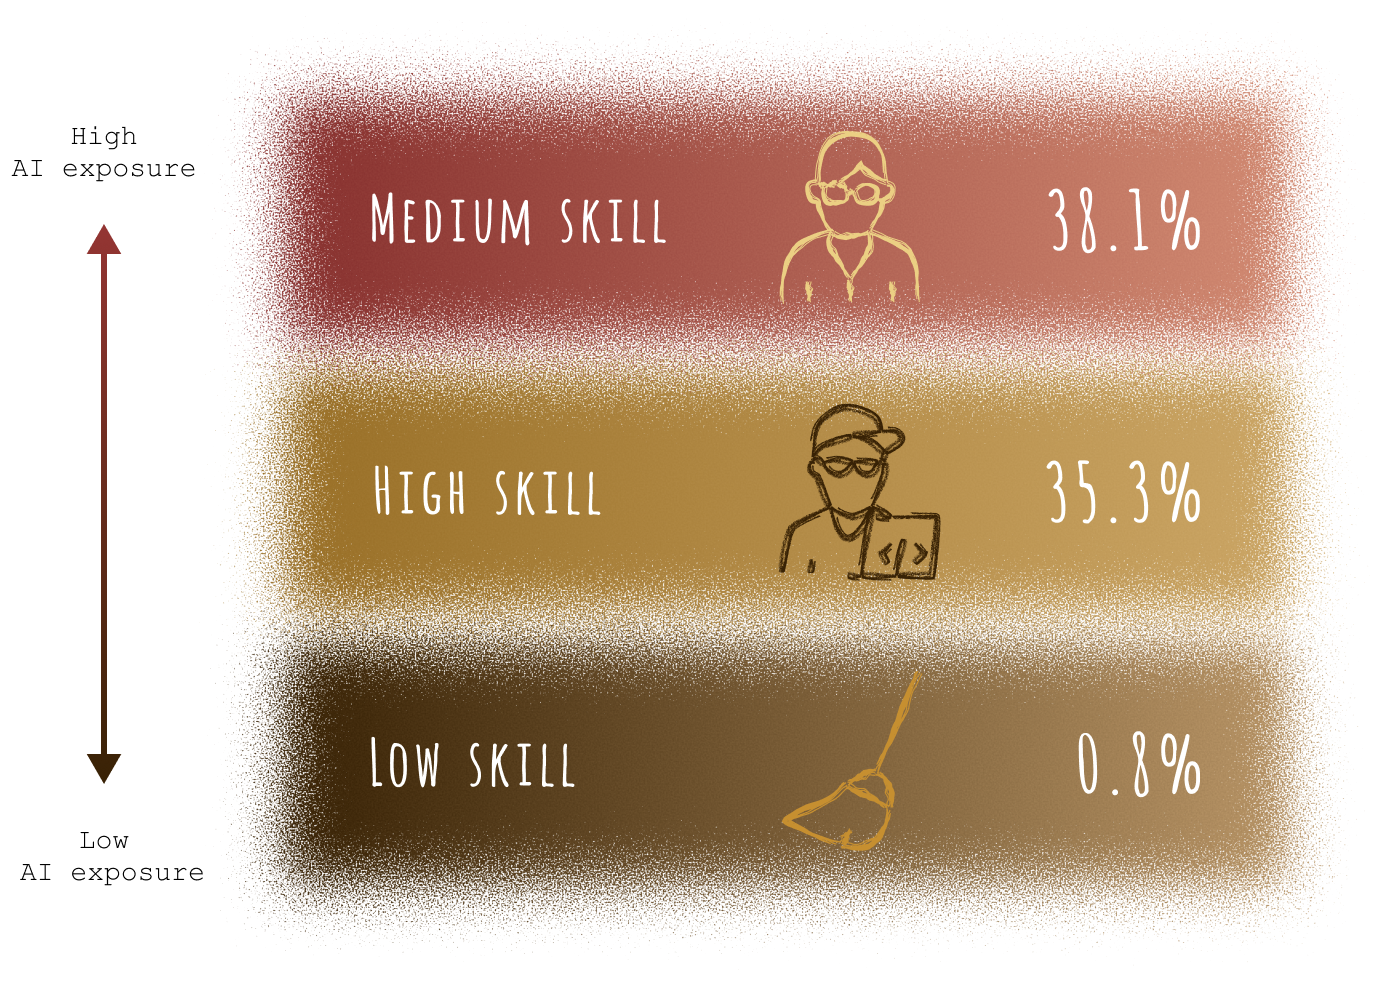 High
AI exposure
Medium skill 38.1%
High skill 35.3%
</>
Low skill 0.8%
Low
AI exposure